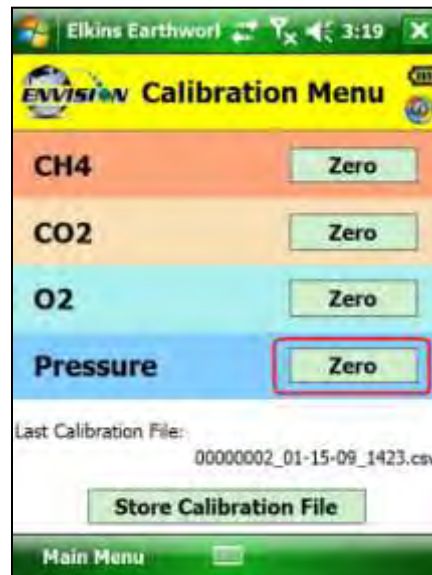 Elkins Earthworl 3:19
ENVISION Calibration Menu
CH4 Zero
CO2 Zero
O2 Zero
Pressure Zero
Last Calibration File:
00000002_01-15-09_1423.csv
Store Calibration File
Main Menu